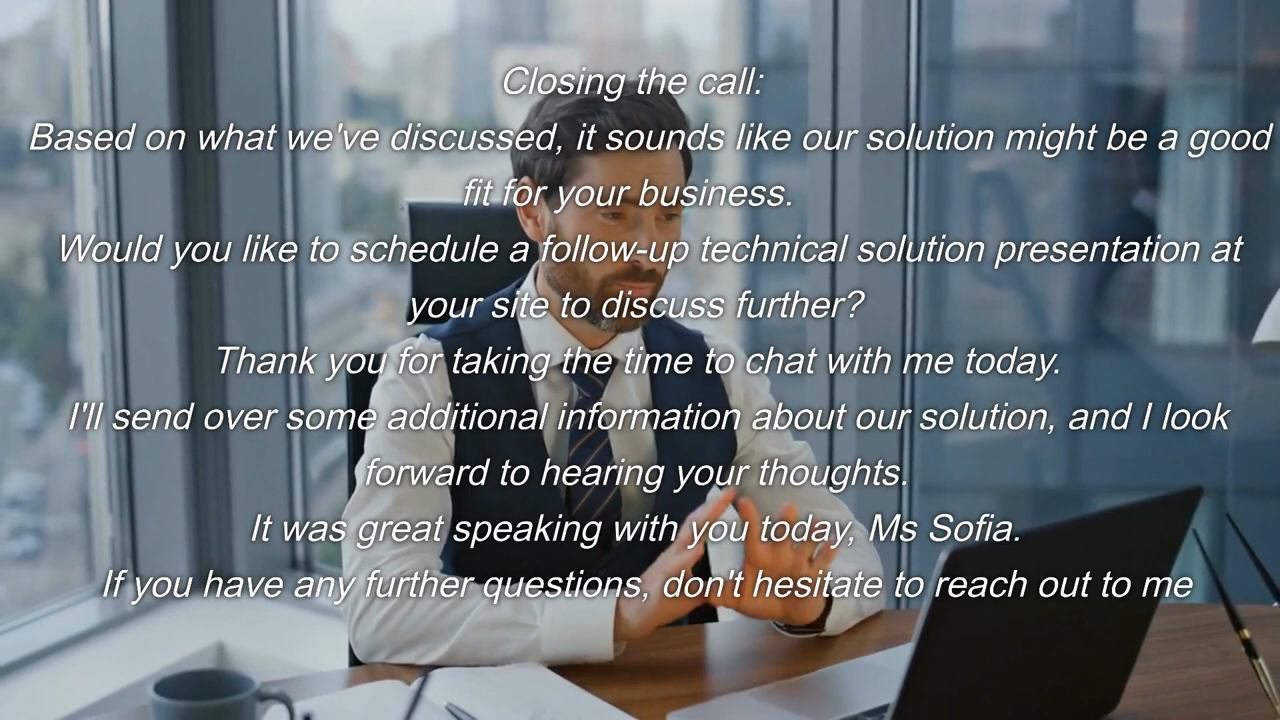 Closing the call:
Based on what we've discussed, it sounds like our solution might be a good
fit for your business.
Would you like to schedule a follow-up technical solution presentation at
your site to discuss further?
Thank you for taking the time to chat with me today.
I'll send over some additional information about our solution, and I look
forward to hearing your thoughts.
It was great speaking with you today, Ms Sofia.
If you have any further questions, don't hesitate to reach out to me